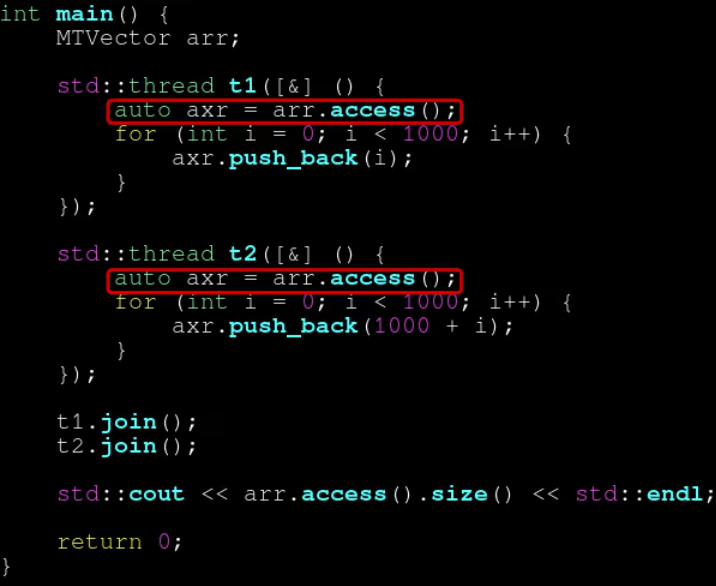 int main() {
    MTVector arr;

    std::thread t1([&] () {
        auto axr = arr.access();
        for (int i = 0; i < 1000; i++) {
            axr.push_back(i);
        }
    });

    std::thread t2([&] () {
        auto axr = arr.access();
        for (int i = 0; i < 1000; i++) {
            axr.push_back(1000 + i);
        }
    });

    t1.join();
    t2.join();

    std::cout << arr.access().size() << std::endl;

    return 0;
}